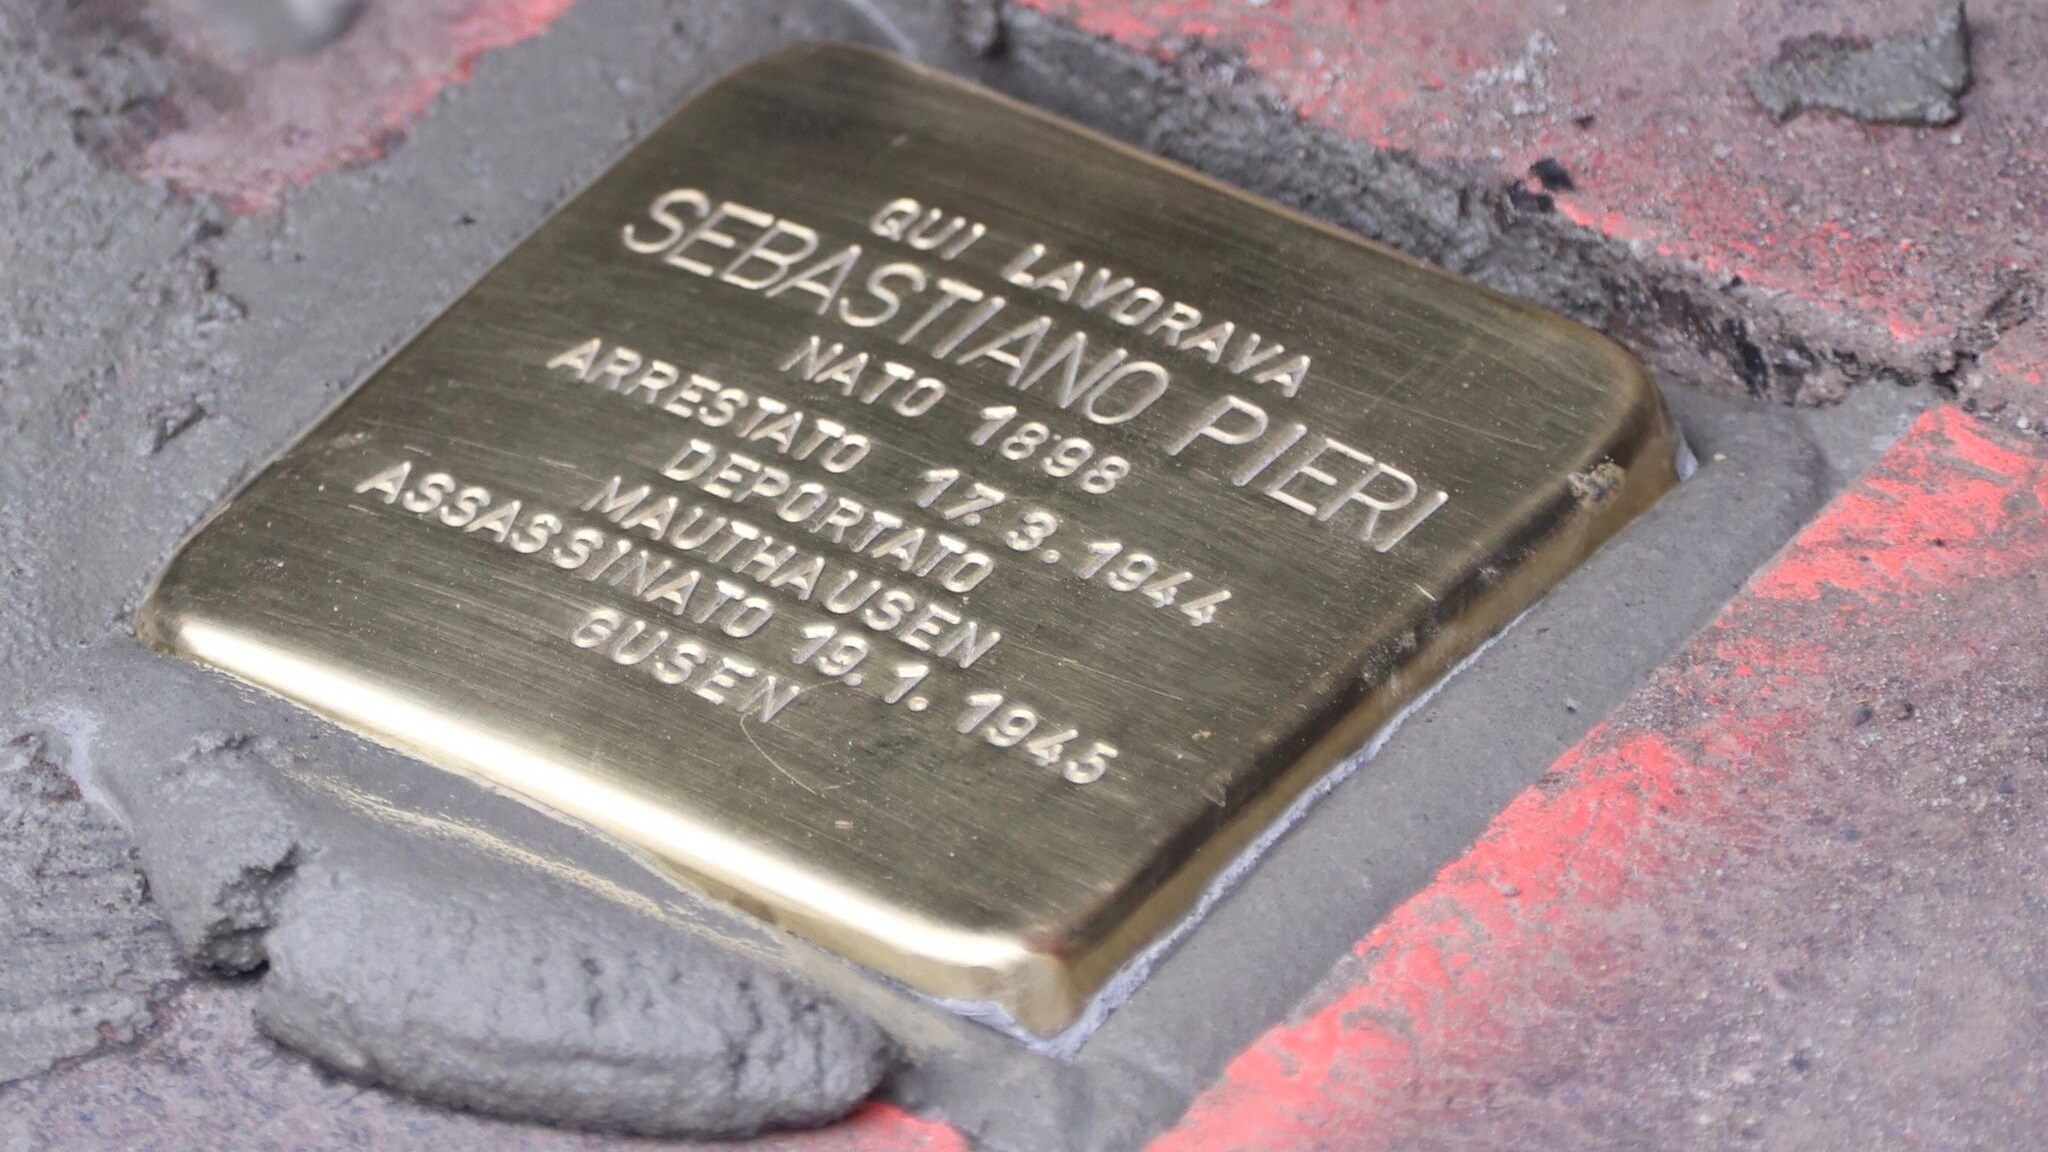 QUI LAVORAVA
SEBASTIANO PIERI
NATO 1898
ARRESTATO 17.3.1944
DEPORTATO
MAUTHAUSEN
ASSASSINATO 19.1.1945
GUSEN